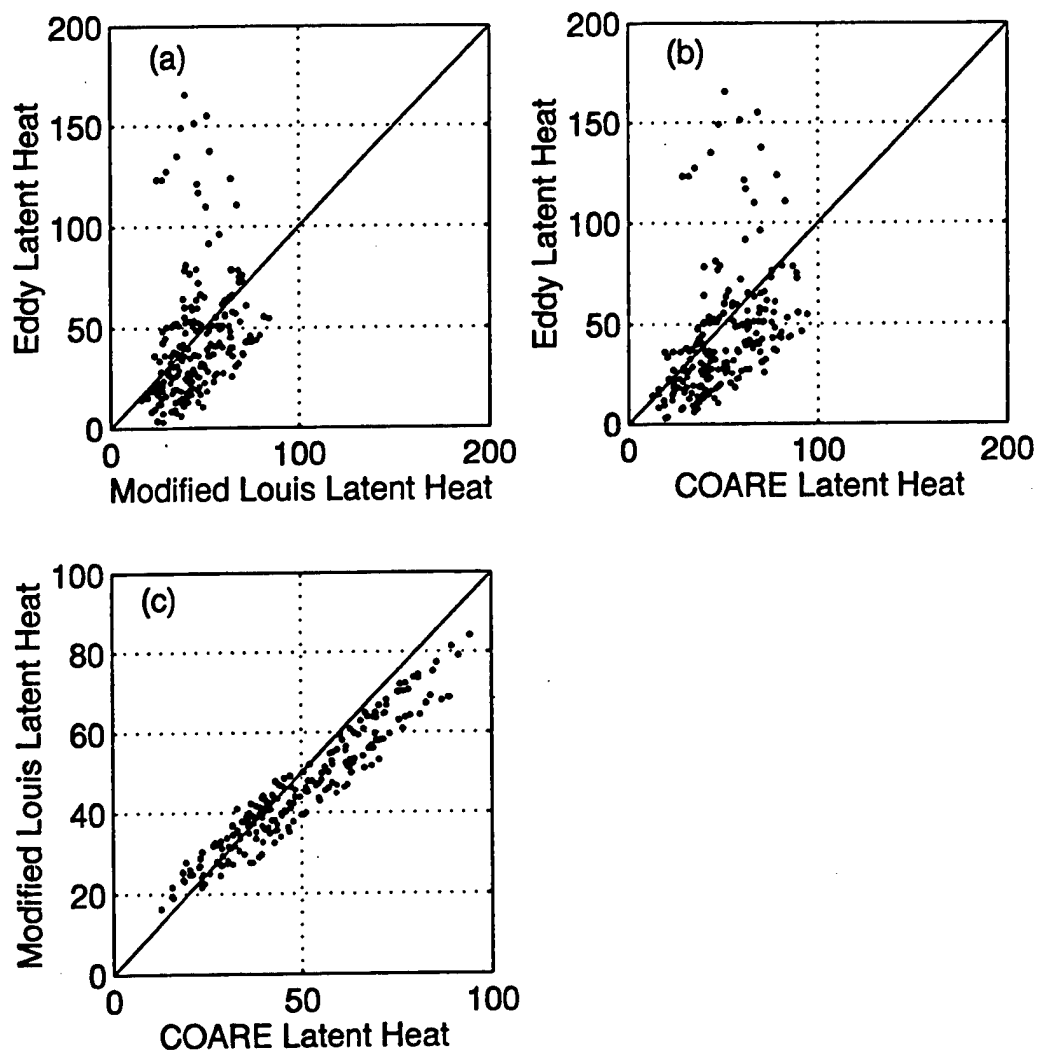 (a)
200
150
100
50
0
Eddy Latent Heat
0 100 200
Modified Louis Latent Heat
(b)
200
150
100
50
0
Eddy Latent Heat
0 100 200
COARE Latent Heat
(c)
100
80
60
40
20
0
Modified Louis Latent Heat
0 50 100
COARE Latent Heat